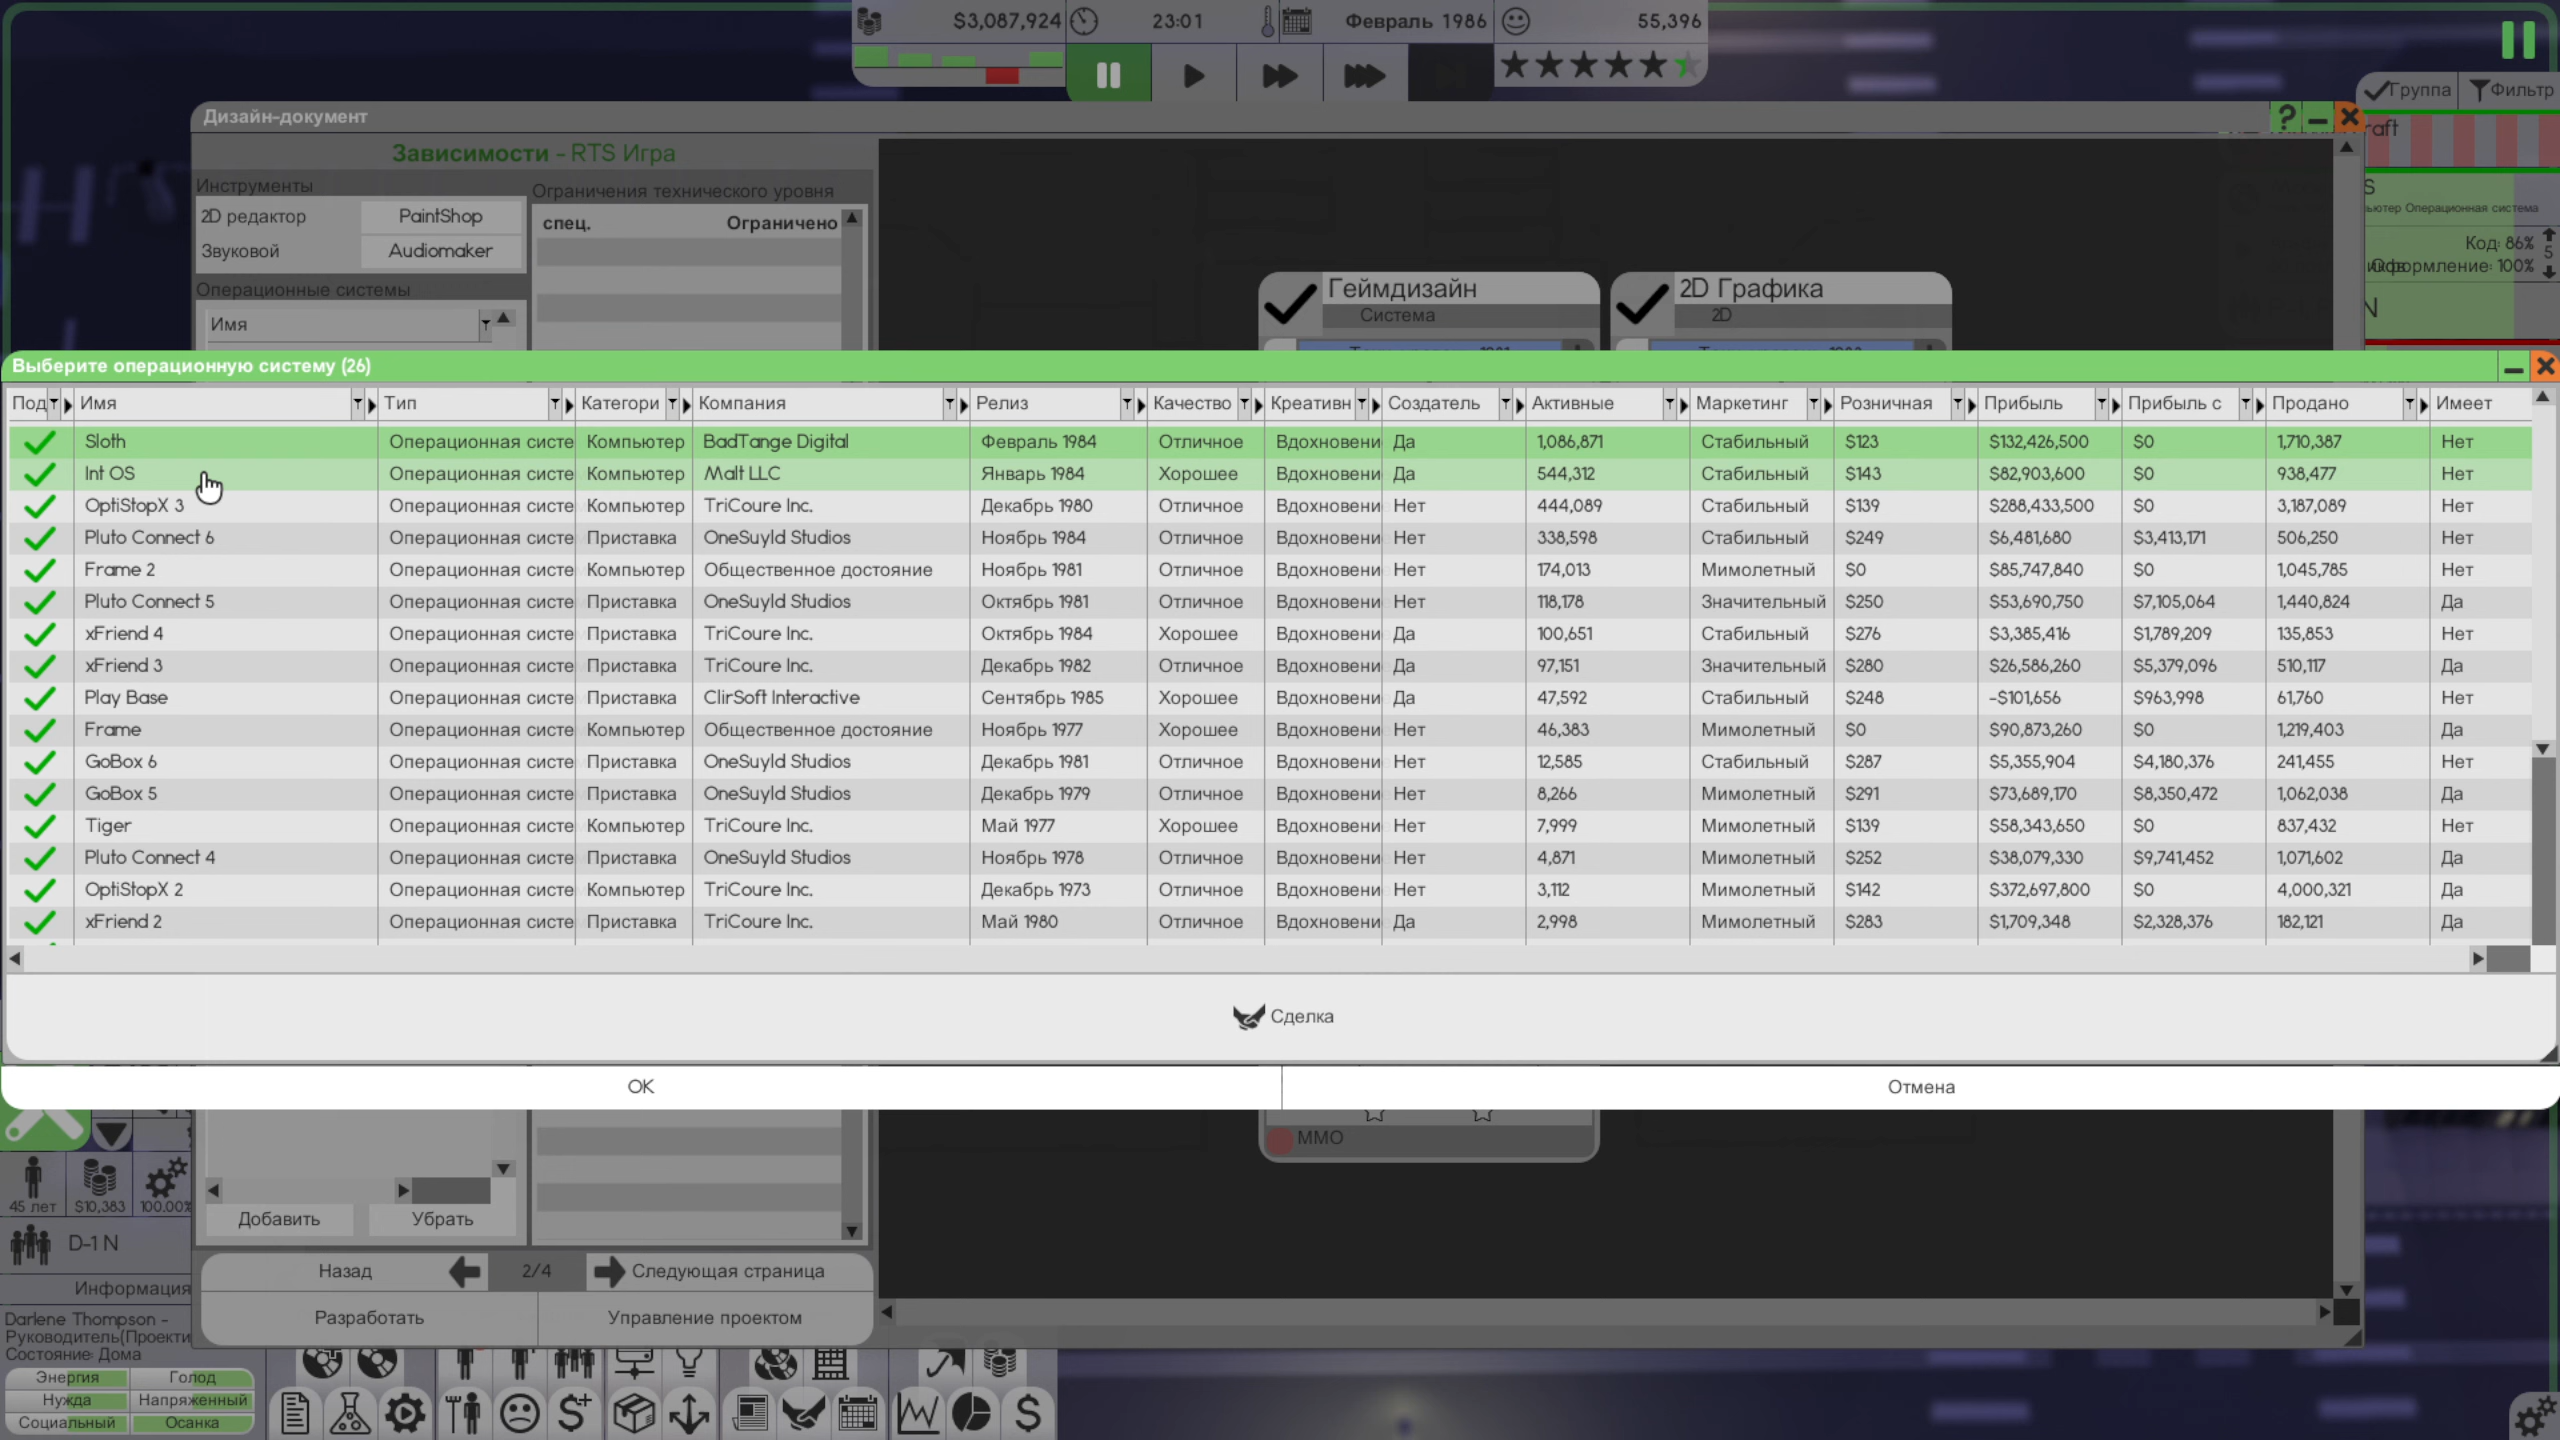 $3,087,924
23:01
Февраль 1986
55,396
Группа
Фильтр
Дизайн-документ
?
raft
Зависимости - RTS Игра
Инструменты
2D редактор
PaintShop
Звуковой
Audiomaker
Ограничения технического уровня
спец.
Ограничено
Операционные системы
Имя
Геймдизайн
Система
2D Графика
2D
S
ьютер Операционная система
Код: 86%
5
Оформление: 100%
N
Выберите операционную систему (26)
Под Имя Тип Категори Компания Релиз Качество Креативн Создатель Активные Маркетинг Розничная Прибыль Прибыль с Продано Имеет
Sloth Операционная систе Компьютер BadTange Digital Февраль 1984 Отличное Вдохновени Да 1,086,871 Стабильный $123 $132,426,500 $0 1,710,387 Нет
Int OS Операционная систе Компьютер Malt LLC Январь 1984 Хорошее Вдохновени Да 544,312 Стабильный $143 $82,903,600 $0 938,477 Нет
OptiStopX 3 Операционная систе Компьютер TriCoure Inc. Декабрь 1980 Отличное Вдохновени Нет 444,089 Стабильный $139 $288,433,500 $0 3,187,089 Нет
Pluto Connect 6 Операционная систе Приставка OneSuyld Studios Ноябрь 1984 Отличное Вдохновени Нет 338,598 Стабильный $249 $6,481,680 $3,413,171 506,250 Нет
Frame 2 Операционная систе Компьютер Общественное достояние Ноябрь 1981 Отличное Вдохновени Нет 174,013 Мимолетный $0 $85,747,840 $0 1,045,785 Нет
Pluto Connect 5 Операционная систе Приставка OneSuyld Studios Октябрь 1981 Отличное Вдохновени Нет 118,178 Значительный $250 $53,690,750 $7,105,064 1,440,824 Да
xFriend 4 Операционная систе Приставка TriCoure Inc. Октябрь 1984 Хорошее Вдохновени Да 100,651 Стабильный $276 $3,385,416 $1,789,209 135,853 Нет
xFriend 3 Операционная систе Приставка TriCoure Inc. Декабрь 1982 Отличное Вдохновени Да 97,151 Значительный $280 $26,586,260 $5,379,096 510,117 Да
Play Base Операционная систе Приставка ClirSoft Interactive Сентябрь 1985 Хорошее Вдохновени Да 47,592 Стабильный $248 -$101,656 $963,998 61,760 Нет
Frame Операционная систе Компьютер Общественное достояние Ноябрь 1977 Хорошее Вдохновени Нет 46,383 Мимолетный $0 $90,873,260 $0 1,219,403 Да
GoBox 6 Операционная систе Приставка OneSuyld Studios Декабрь 1981 Отличное Вдохновени Нет 12,585 Стабильный $287 $5,355,904 $4,180,376 241,455 Нет
GoBox 5 Операционная систе Приставка OneSuyld Studios Декабрь 1979 Отличное Вдохновени Нет 8,266 Мимолетный $291 $73,689,170 $8,350,472 1,062,038 Да
Tiger Операционная систе Компьютер TriCoure Inc. Май 1977 Хорошее Вдохновени Нет 7,999 Мимолетный $139 $58,343,650 $0 837,432 Нет
Pluto Connect 4 Операционная систе Приставка OneSuyld Studios Ноябрь 1978 Отличное Вдохновени Нет 4,871 Мимолетный $252 $38,079,330 $9,741,452 1,071,602 Да
OptiStopX 2 Операционная систе Компьютер TriCoure Inc. Декабрь 1973 Отличное Вдохновени Нет 3,112 Мимолетный $142 $372,697,800 $0 4,000,321 Да
xFriend 2 Операционная систе Приставка TriCoure Inc. Май 1980 Отличное Вдохновени Да 2,998 Мимолетный $283 $1,709,348 $2,328,376 182,121 Да
Сделка
OK
Отмена
MMO
45 лет
$10,383
100.00%
D-1 N
Информация
Добавить
Убрать
Назад
2/4
Следующая страница
Разработать
Управление проектом
Darlene Thompson -
Руководитель(Проекти
Состояние: Дома
Энергия
Голод
Нужда
Напряженный
Социальный
Осанка